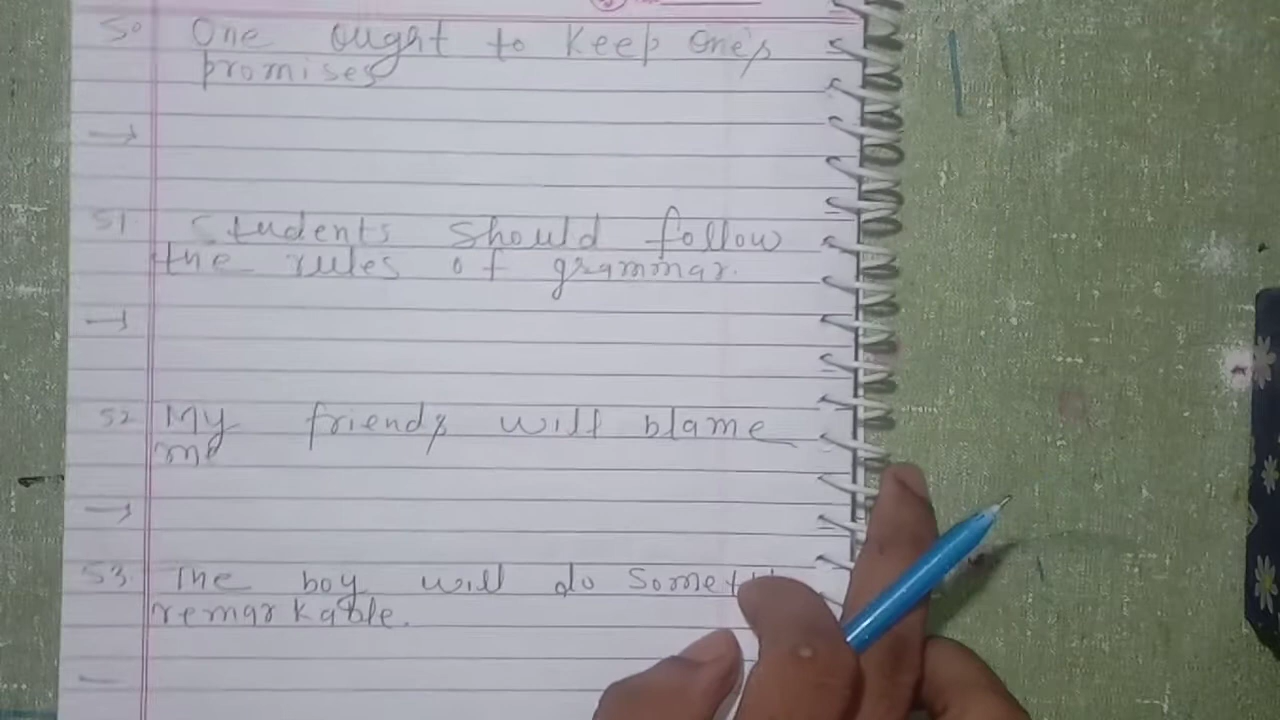 50 One ought to keep one's
promises
→
51 Students should follow
the rules of grammar.
→
52 My friends will blame
me
→
53. The boy will do
remarkable.